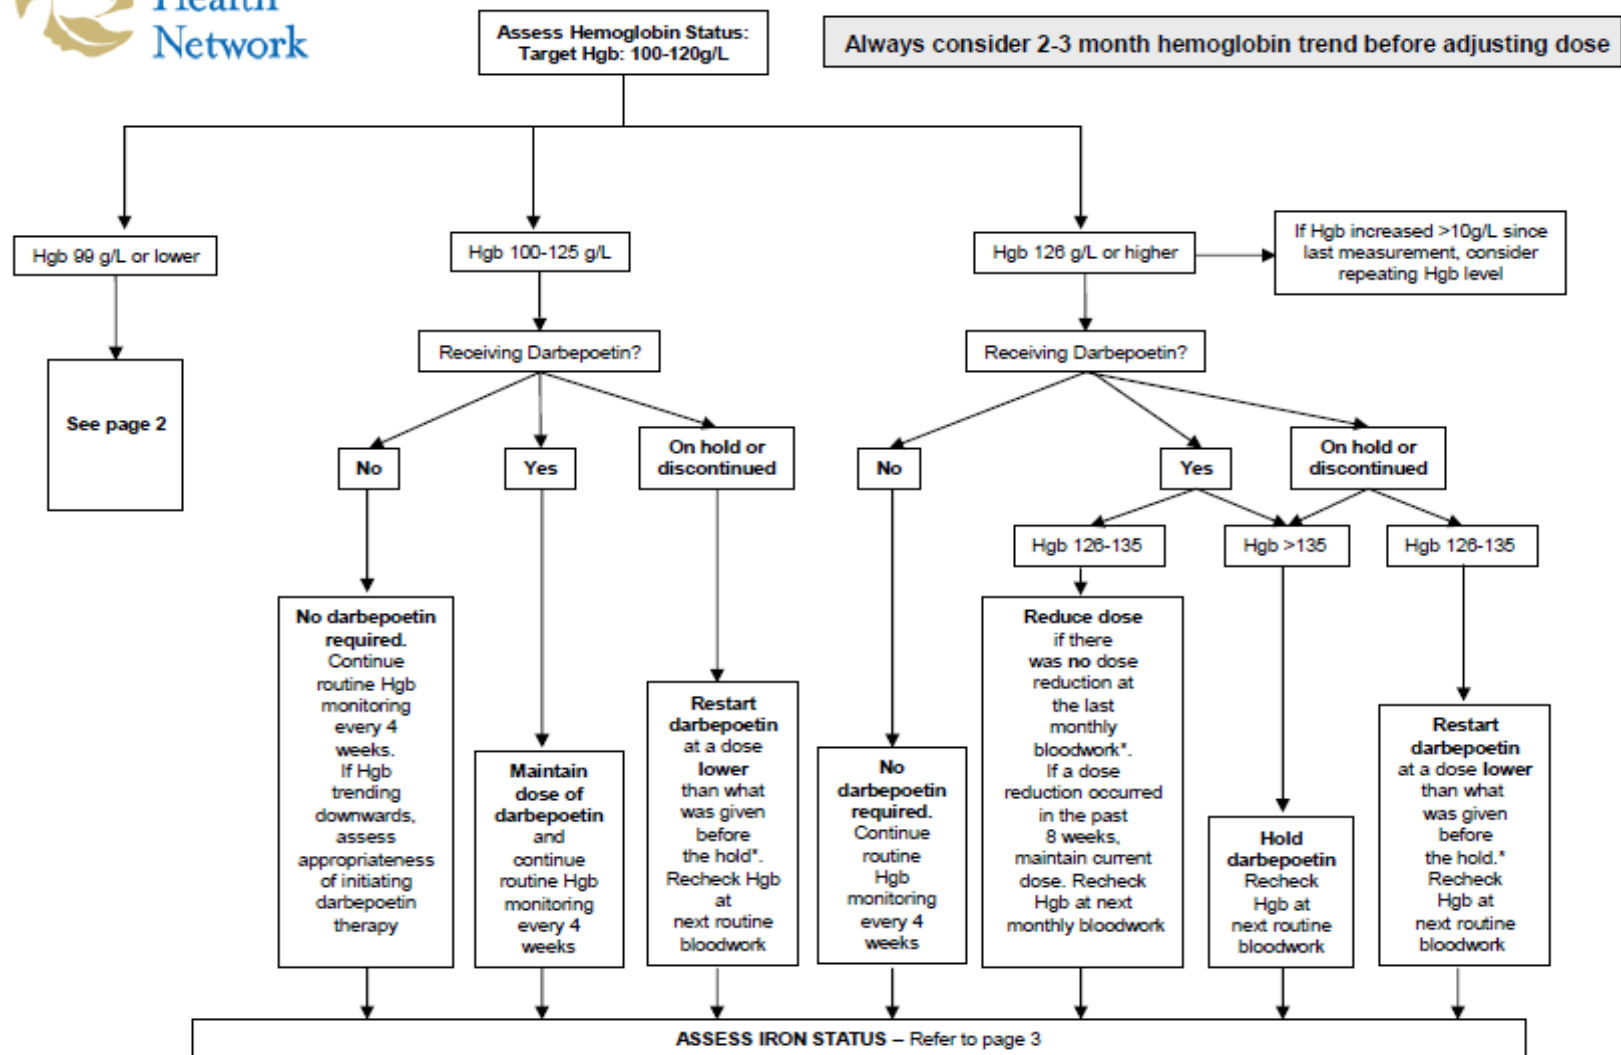 Health
Network
Assess Hemoglobin Status:
Target Hgb: 100-120g/L
Always consider 2-3 month hemoglobin trend before adjusting dose
Hgb 99 g/L or lower
Hgb 100-125 g/L
Hgb 126 g/L or higher
If Hgb increased >10g/L since
last measurement, consider
repeating Hgb level
See page 2
Receiving Darbepoetin?
Receiving Darbepoetin?
No
Yes
On hold or
discontinued
No
Yes
On hold or
discontinued
Hgb 126-135
Hgb >135
Hgb 126-135
No darbepoetin
required.
Continue
routine Hgb
monitoring
every 4
weeks.
If Hgb
trending
downwards,
assess
appropriateness
of initiating
darbepoetin
therapy
Maintain
dose of
darbepoetin
and
continue
routine Hgb
monitoring
every 4
weeks
Restart
darbepoetin
at a dose
lower
than what
was given
before
the hold*.
Recheck Hgb
at
next routine
bloodwork
No
darbepoetin
required.
Continue
routine
Hgb
monitoring
every 4
weeks
Reduce dose
if there
was no dose
reduction at
the last
monthly
bloodwork*.
If a dose
reduction occurred
in the past
8 weeks,
maintain current
dose. Recheck
Hgb at next
monthly bloodwork
Hold
darbepoetin
Recheck
Hgb at
next routine
bloodwork
Restart
darbepoetin
at a dose lower
than what
was given
before
the hold.*
Recheck
Hgb at
next routine
bloodwork
ASSESS IRON STATUS – Refer to page 3